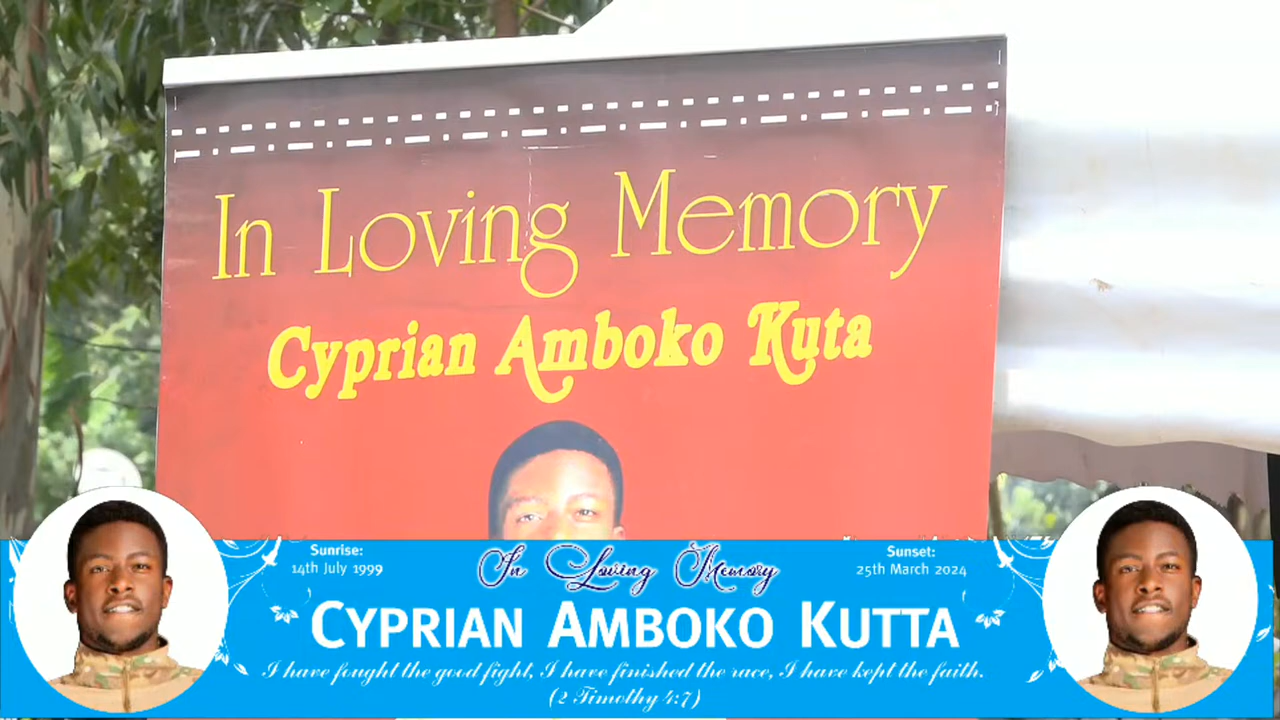 In Loving Memory
Cyprian Amboko Kuta
Sunrise:
14th July 1999
In Loving Memory
Sunset:
25th March 2024
CYPRIAN AMBOKO KUTTA
I have fought the good fight, I have finished the race, I have kept the faith.
(2 Timothy 4:7)